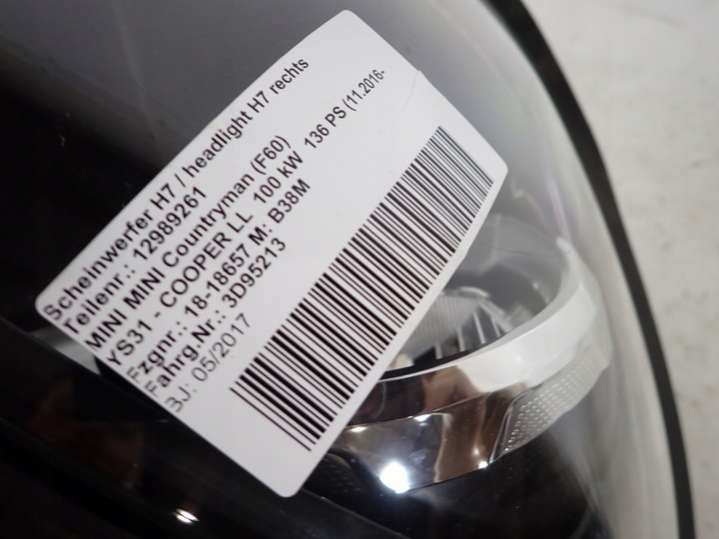 Scheinwerfer H7 / headlight H7 rechts
Teilenr.: 12989261
MINI MINI Countryman (F60)
YS31 - COOPER LL 100 kW 136 PS (11.2016-
Fzgnr.: 18-18657 M: B38M
Fahrg.Nr.: 3D95213
BJ: 05/2017